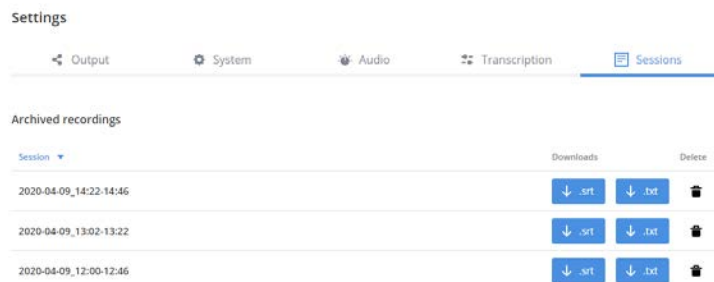 Settings
Output System Audio Transcription Sessions
Archived recordings
Session Downloads Delete
2020-04-09_14:22-14:46 .srt .txt
2020-04-09_13:02-13:22 .srt .txt
2020-04-09_12:00-12:46 .srt .txt